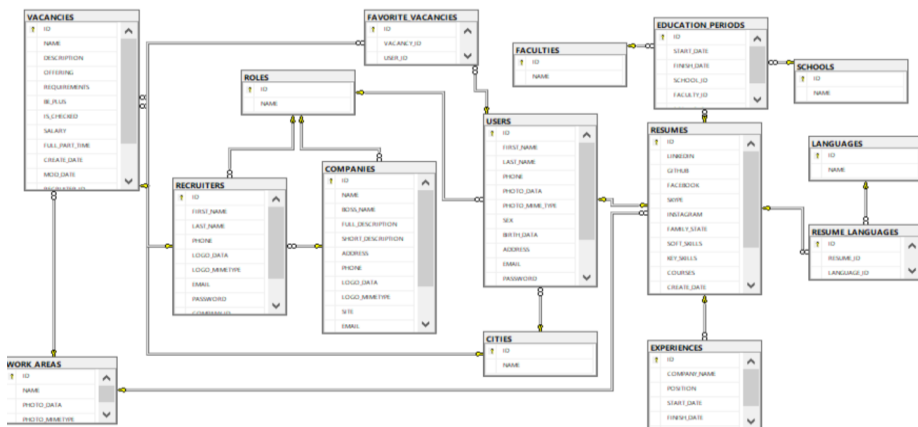 VACANCIES
ID
NAME
DESCRIPTION
OFFERING
REQUIREMENTS
BE_PLUS
IS_CHECKED
SALARY
FULL_PART_TIME
CREATE_DATE
MOD_DATE
FAVORITE_VACANCIES
ID
VACANCY_ID
USER_ID
ROLES
ID
NAME
RECRUITERS
ID
FIRST_NAME
LAST_NAME
PHONE
LOGO_DATA
LOGO_MIMETYPE
EMAIL
PASSWORD
COMPANIES
ID
NAME
BOSS_NAME
FULL_DESCRIPTION
SHORT_DESCRIPTION
ADDRESS
PHONE
LOGO_DATA
LOGO_MIMETYPE
SITE
EMAIL
USERS
ID
FIRST_NAME
LAST_NAME
PHONE
PHOTO_DATA
PHOTO_MIME_TYPE
SEX
BIRTH_DATA
ADDRESS
EMAIL
PASSWORD
CITIES
ID
NAME
FACULTIES
ID
NAME
EDUCATION_PERIODS
ID
START_DATE
FINISH_DATE
SCHOOL_ID
FACULTY_ID
SCHOOLS
ID
NAME
RESUMES
ID
LINKEDIN
GITHUB
FACEBOOK
SKYPE
INSTAGRAM
FAMILY_STATE
SOFT_SKILLS
KEY_SKILLS
COURSES
CREATE_DATE
LANGUAGES
ID
NAME
RESUME_LANGUAGES
ID
RESUME_ID
LANGUAGE_ID
EXPERIENCES
ID
COMPANY_NAME
POSITION
START_DATE
FINISH_DATE
WORK_AREAS
ID
NAME
PHOTO_DATA
PHOTO_MIMETYPE